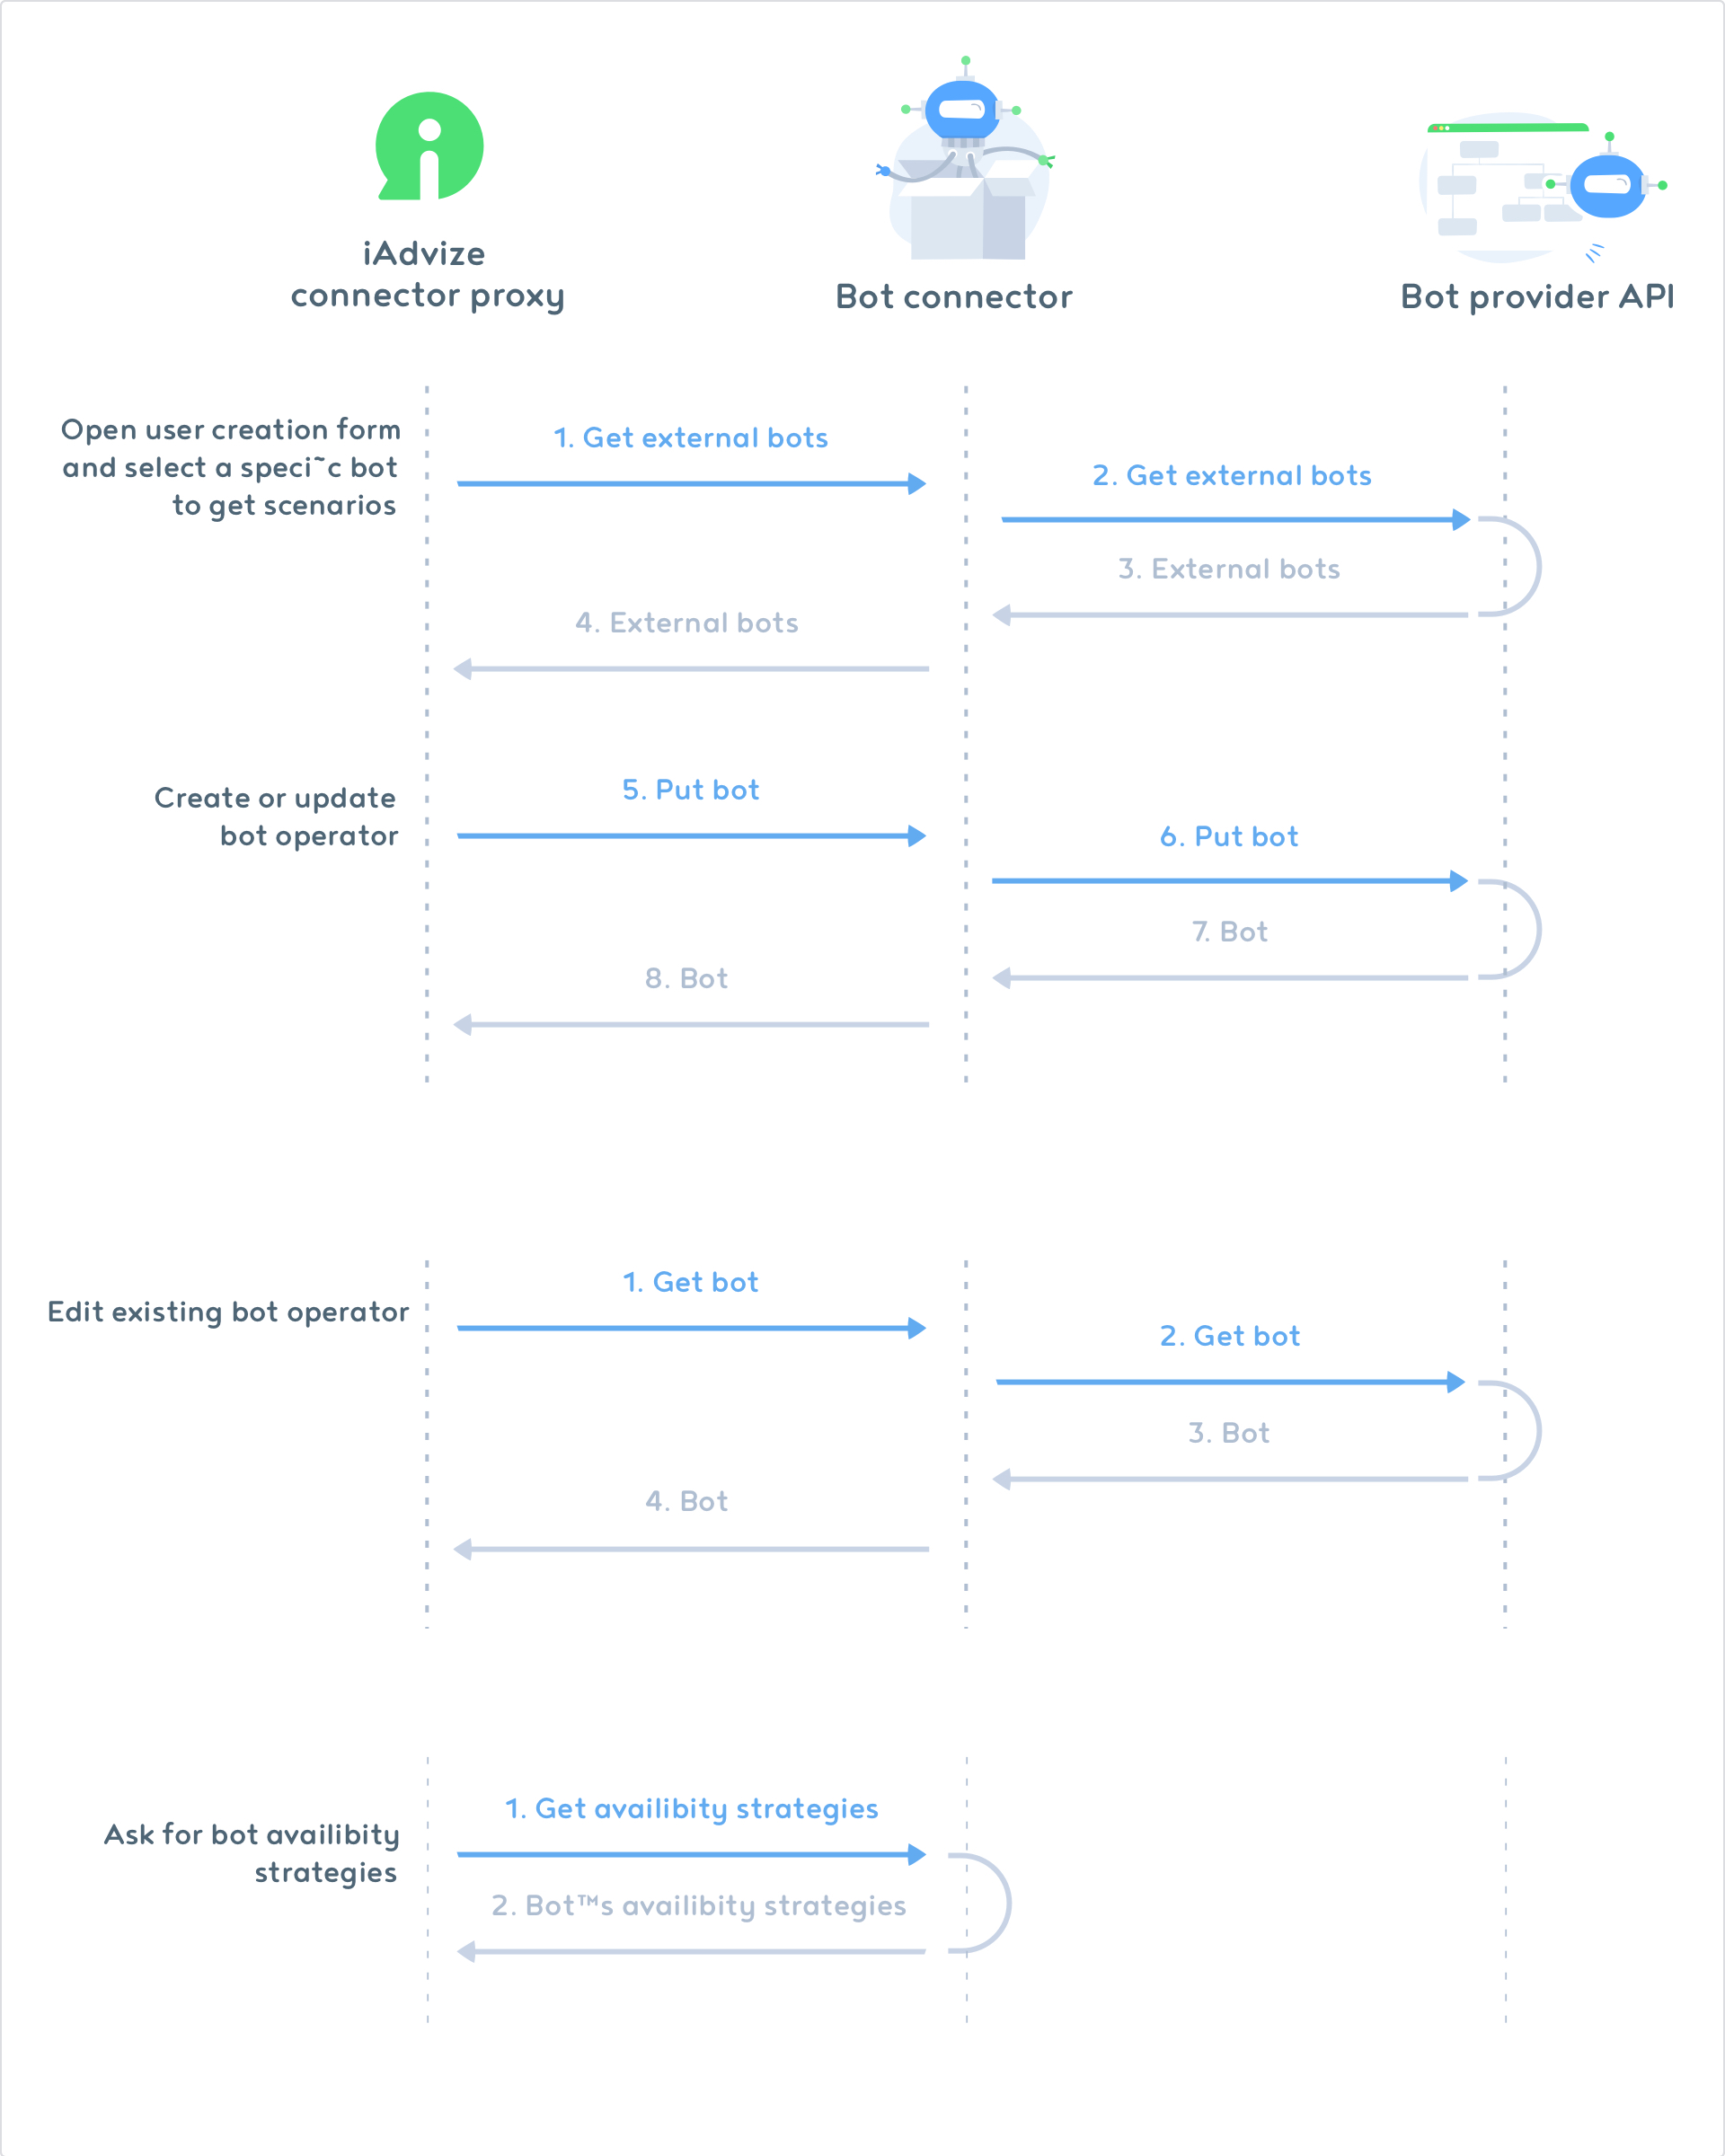 iAdvize
connector proxy
Bot connector
Bot provider API
Open user creation form
and select a speci˜c bot
to get scenarios
1. Get external bots
2. Get external bots
3. External bots
4. External bots
Create or update
bot operator
5. Put bot
6. Put bot
7. Bot
8. Bot
Edit existing bot operator
1. Get bot
2. Get bot
3. Bot
4. Bot
Ask for bot availibity
strategies
1. Get availibity strategies
2. Bot™s availibity strategies